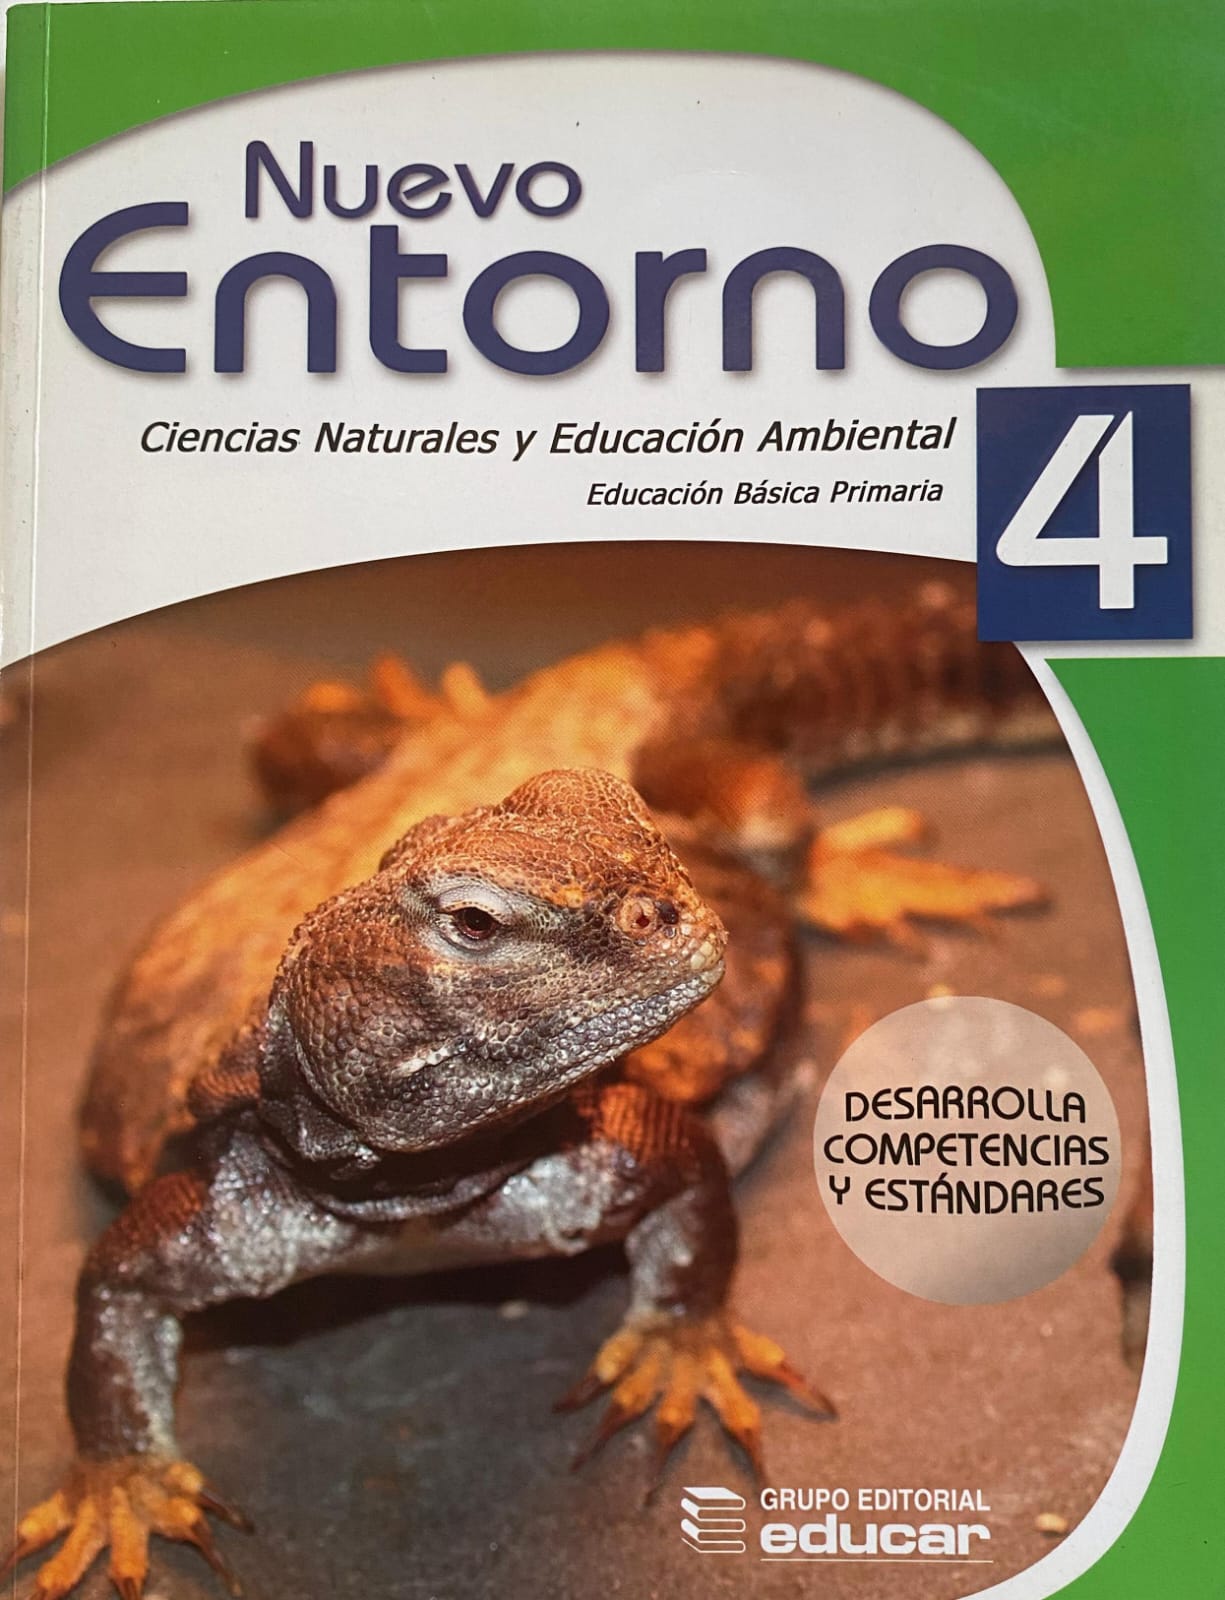 Nuevo
Entorno
Ciencias Naturales y Educación Ambiental
Educación Básica Primaria
4
DESARROLLA
COMPETENCIAS
Y ESTÁNDARES
GRUPO EDITORIAL
educar